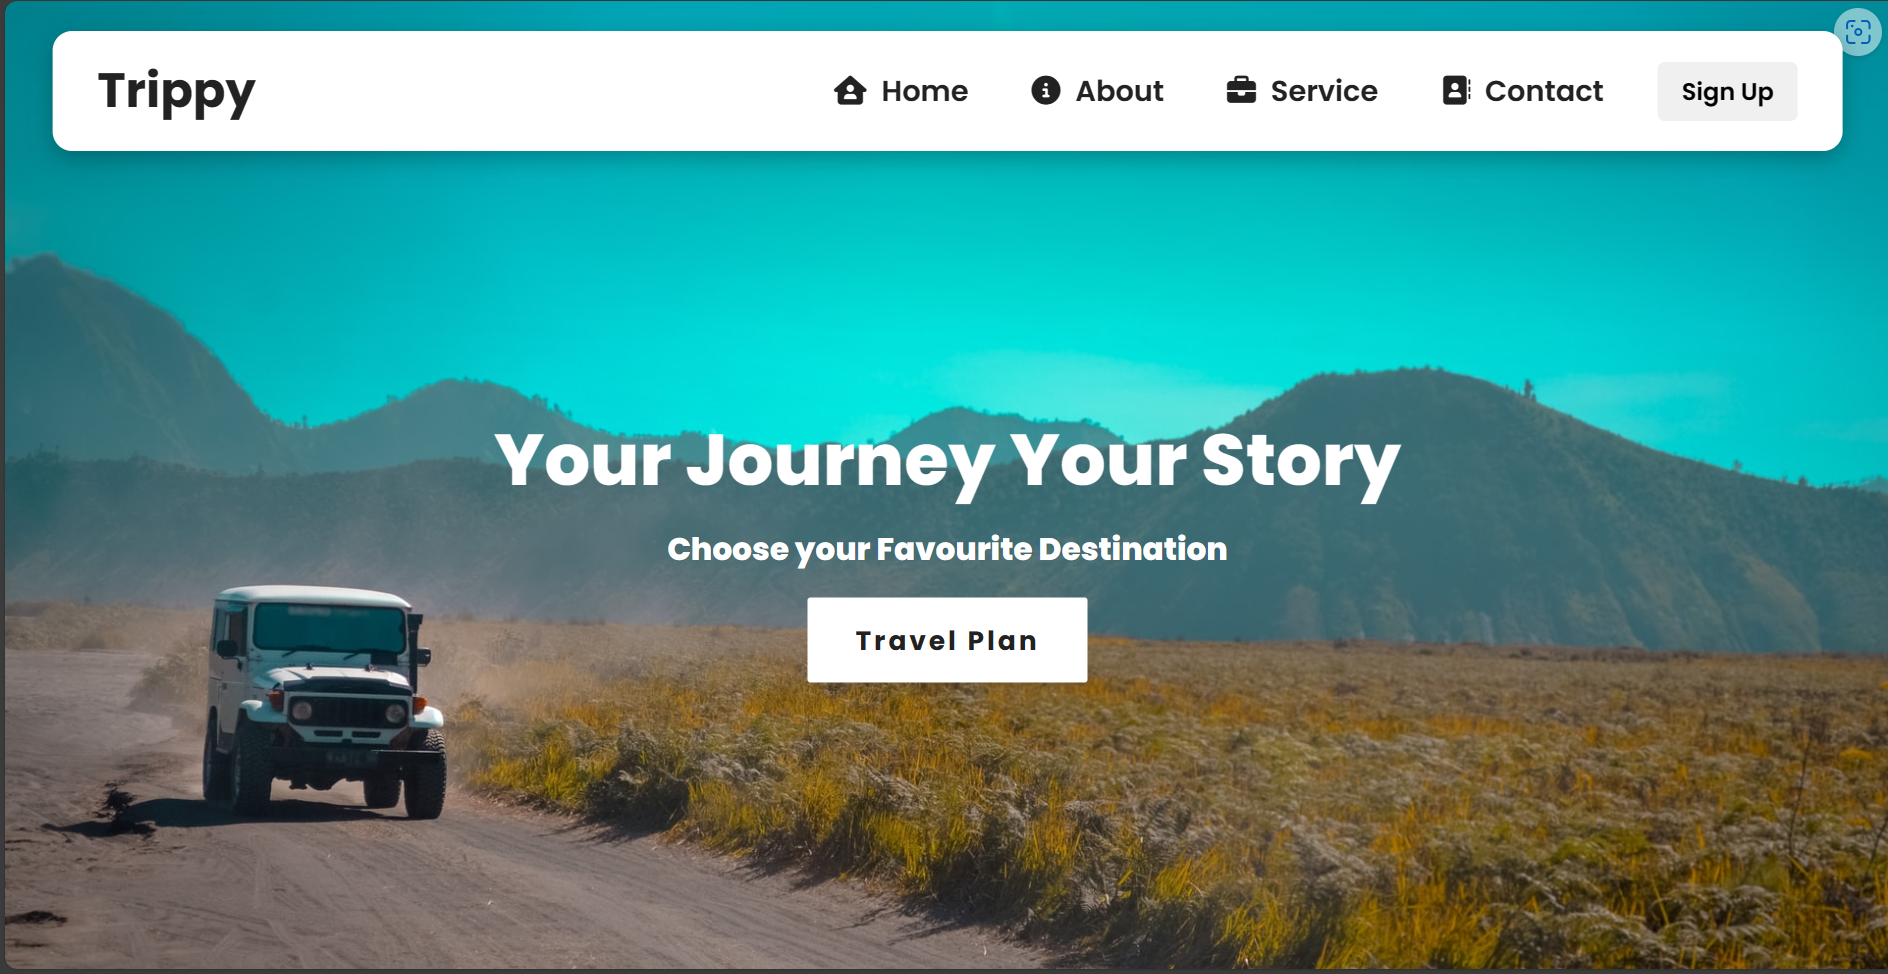 Trippy
Home
About
Service
Contact
Sign Up
Your Journey Your Story
Choose your Favourite Destination
Travel Plan